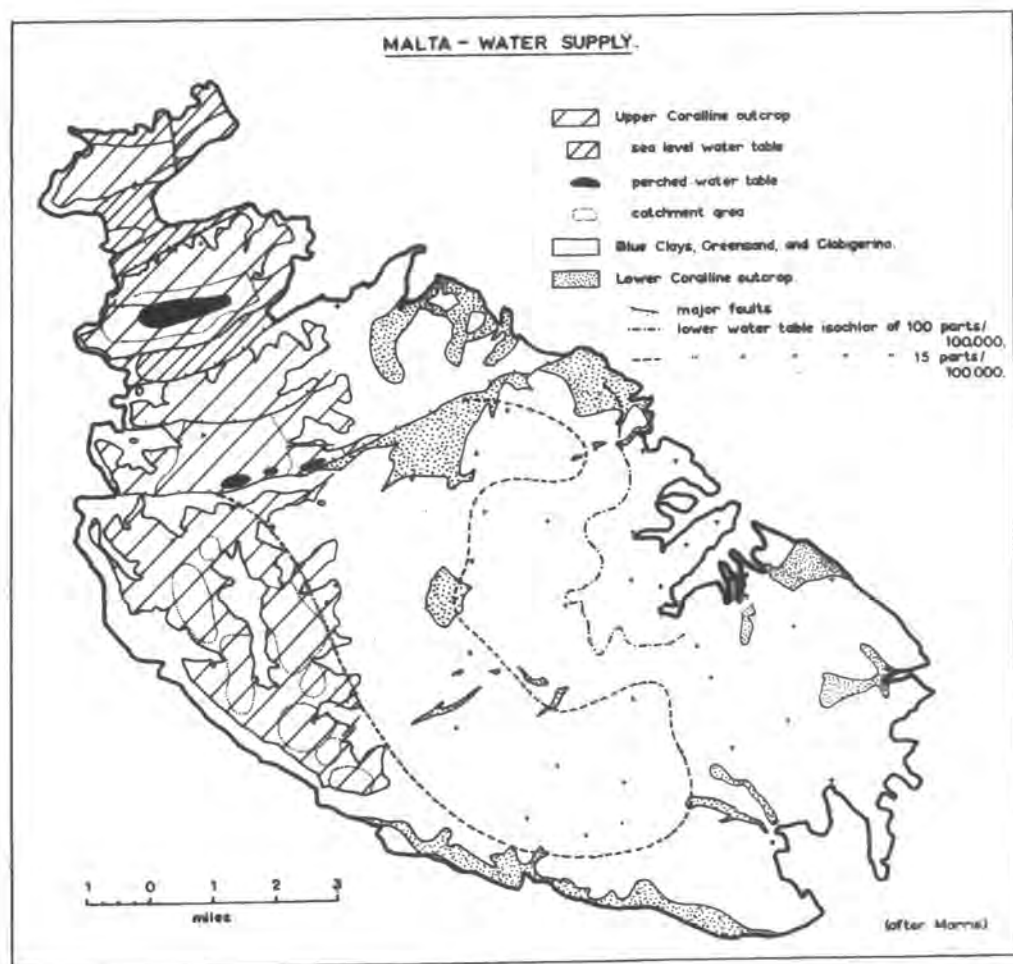 MALTA – WATER SUPPLY.
Upper Coralline outcrop
sea level water table
perched water table
catchment area
Blue Clays, Greensand, and Globigerina.
Lower Coralline outcrop
major faults
lower water table isochlor of 100 parts/
100,000.
" " " " " 15 parts/
100 000.
1 0 1 2 3
miles
(after Morris)